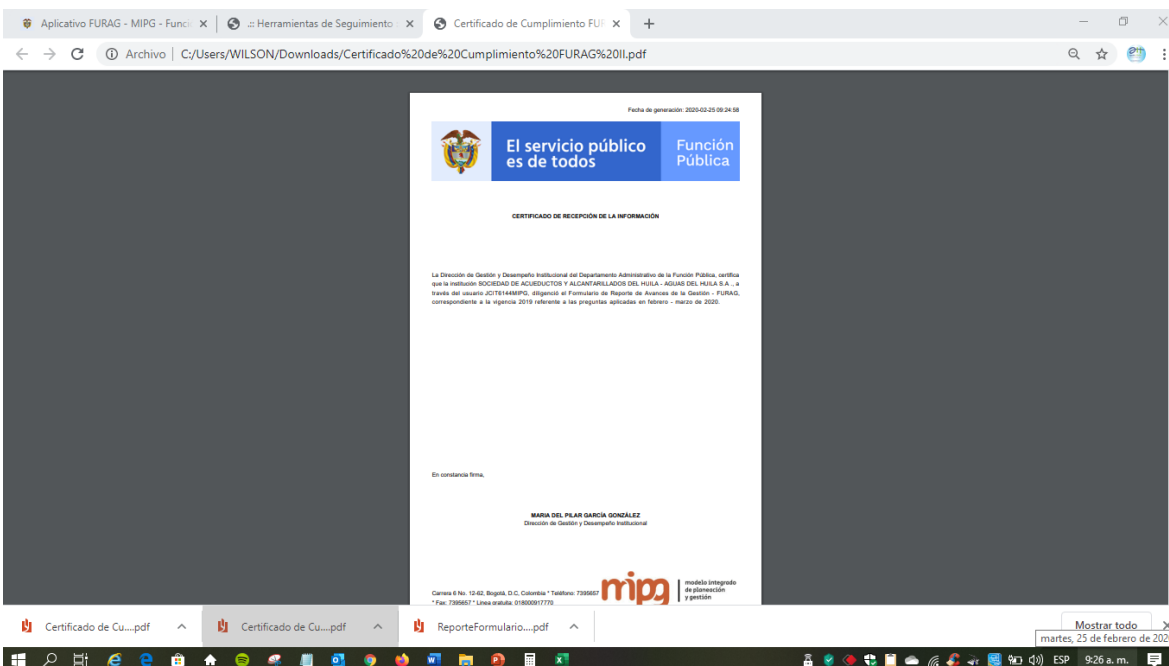 Aplicativo FURAG - MIPG - Funci
.:: Herramientas de Seguimiento
Certificado de Cumplimiento FUR
Archivo | C:/Users/WILSON/Downloads/Certificado%20de%20Cumplimiento%20FURAG%20II.pdf
Fecha de generación: 2020-02-25 09:24:58
El servicio público
es de todos
Función
Pública
CERTIFICADO DE RECEPCIÓN DE LA INFORMACIÓN
La Dirección de Gestión y Desempeño Institucional del Departamento Administrativo de la Función Pública, certifica
que la institución SOCIEDAD DE ACUEDUCTOS Y ALCANTARILLADOS DEL HUILA - AGUAS DEL HUILA S.A ., a
través del usuario JCIT6144MIPG, diligenció el Formulario de Reporte de Avances de la Gestión - FURAG,
correspondiente a la vigencia 2019 referente a las preguntas aplicadas en febrero - marzo de 2020.
En constancia firma,
MARIA DEL PILAR GARCÍA GONZÁLEZ
Dirección de Gestión y Desempeño Institucional
Carrera 6 No. 12-62, Bogotá, D.C, Colombia * Teléfono: 7395657
* Fax: 7395657 * Linea gratuita: 018000917770
mipg
modelo integrado
de planeación
y gestión
Certificado de Cu....pdf
Certificado de Cu....pdf
ReporteFormulario....pdf
Mostrar todo
martes, 25 de febrero de 202
ESP
9:26 a. m.